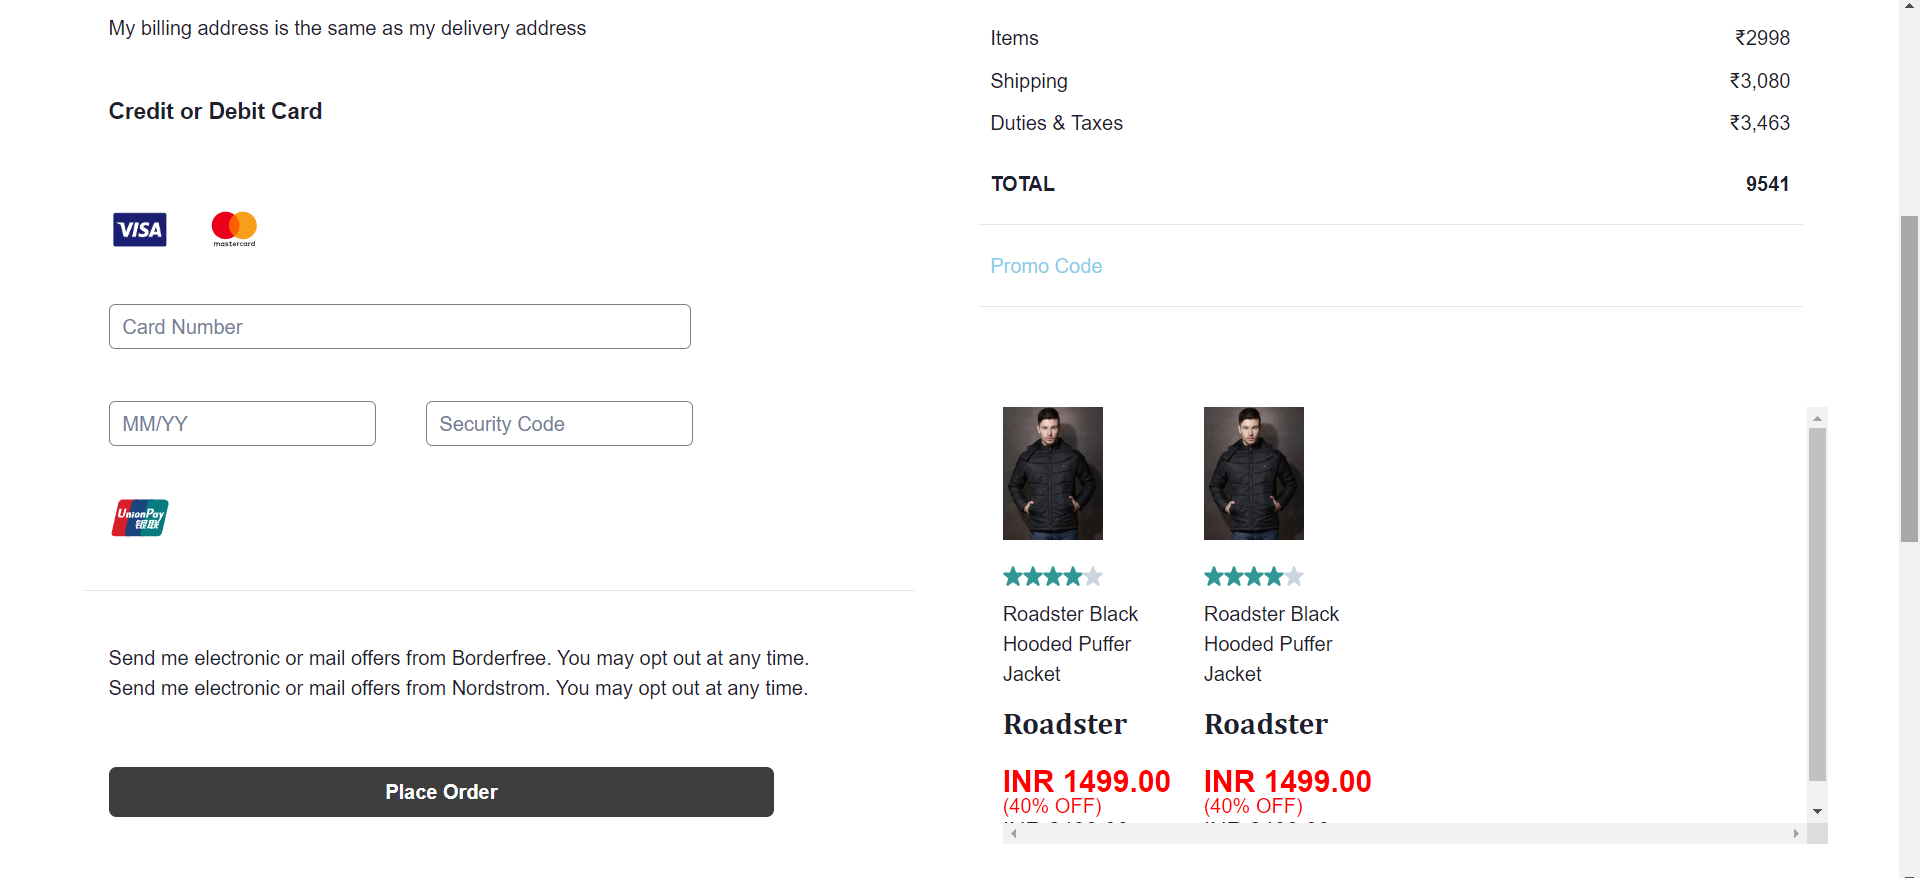 My billing address is the same as my delivery address
Credit or Debit Card
VISA
mastercard
Card Number
MM/YY
Security Code
UnionPay
银联
Send me electronic or mail offers from Borderfree. You may opt out at any time.
Send me electronic or mail offers from Nordstrom. You may opt out at any time.
Place Order
Items ₹2998
Shipping ₹3,080
Duties & Taxes ₹3,463
TOTAL 9541
Promo Code
Roadster Black
Hooded Puffer
Jacket
Roadster
INR 1499.00
(40% OFF)
Roadster Black
Hooded Puffer
Jacket
Roadster
INR 1499.00
(40% OFF)